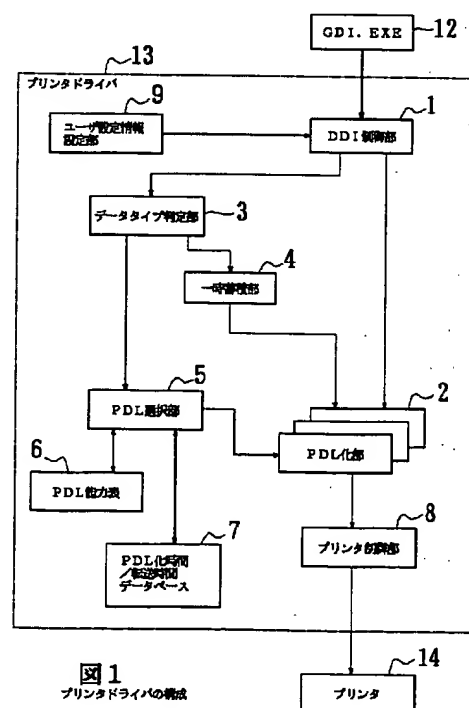 GDI.EXE
12
13
プリンタドライバ
9
ユーザ設定情報
設定部
1
DDI制御部
データタイプ判定部
3
4
一時蓄積部
5
PDL選択部
2
PDL化部
6
PDL能力表
7
PDL化時間
/転送時間
データベース
プリンタ制御部
8
図1
プリンタドライバの構成
14
プリンタ